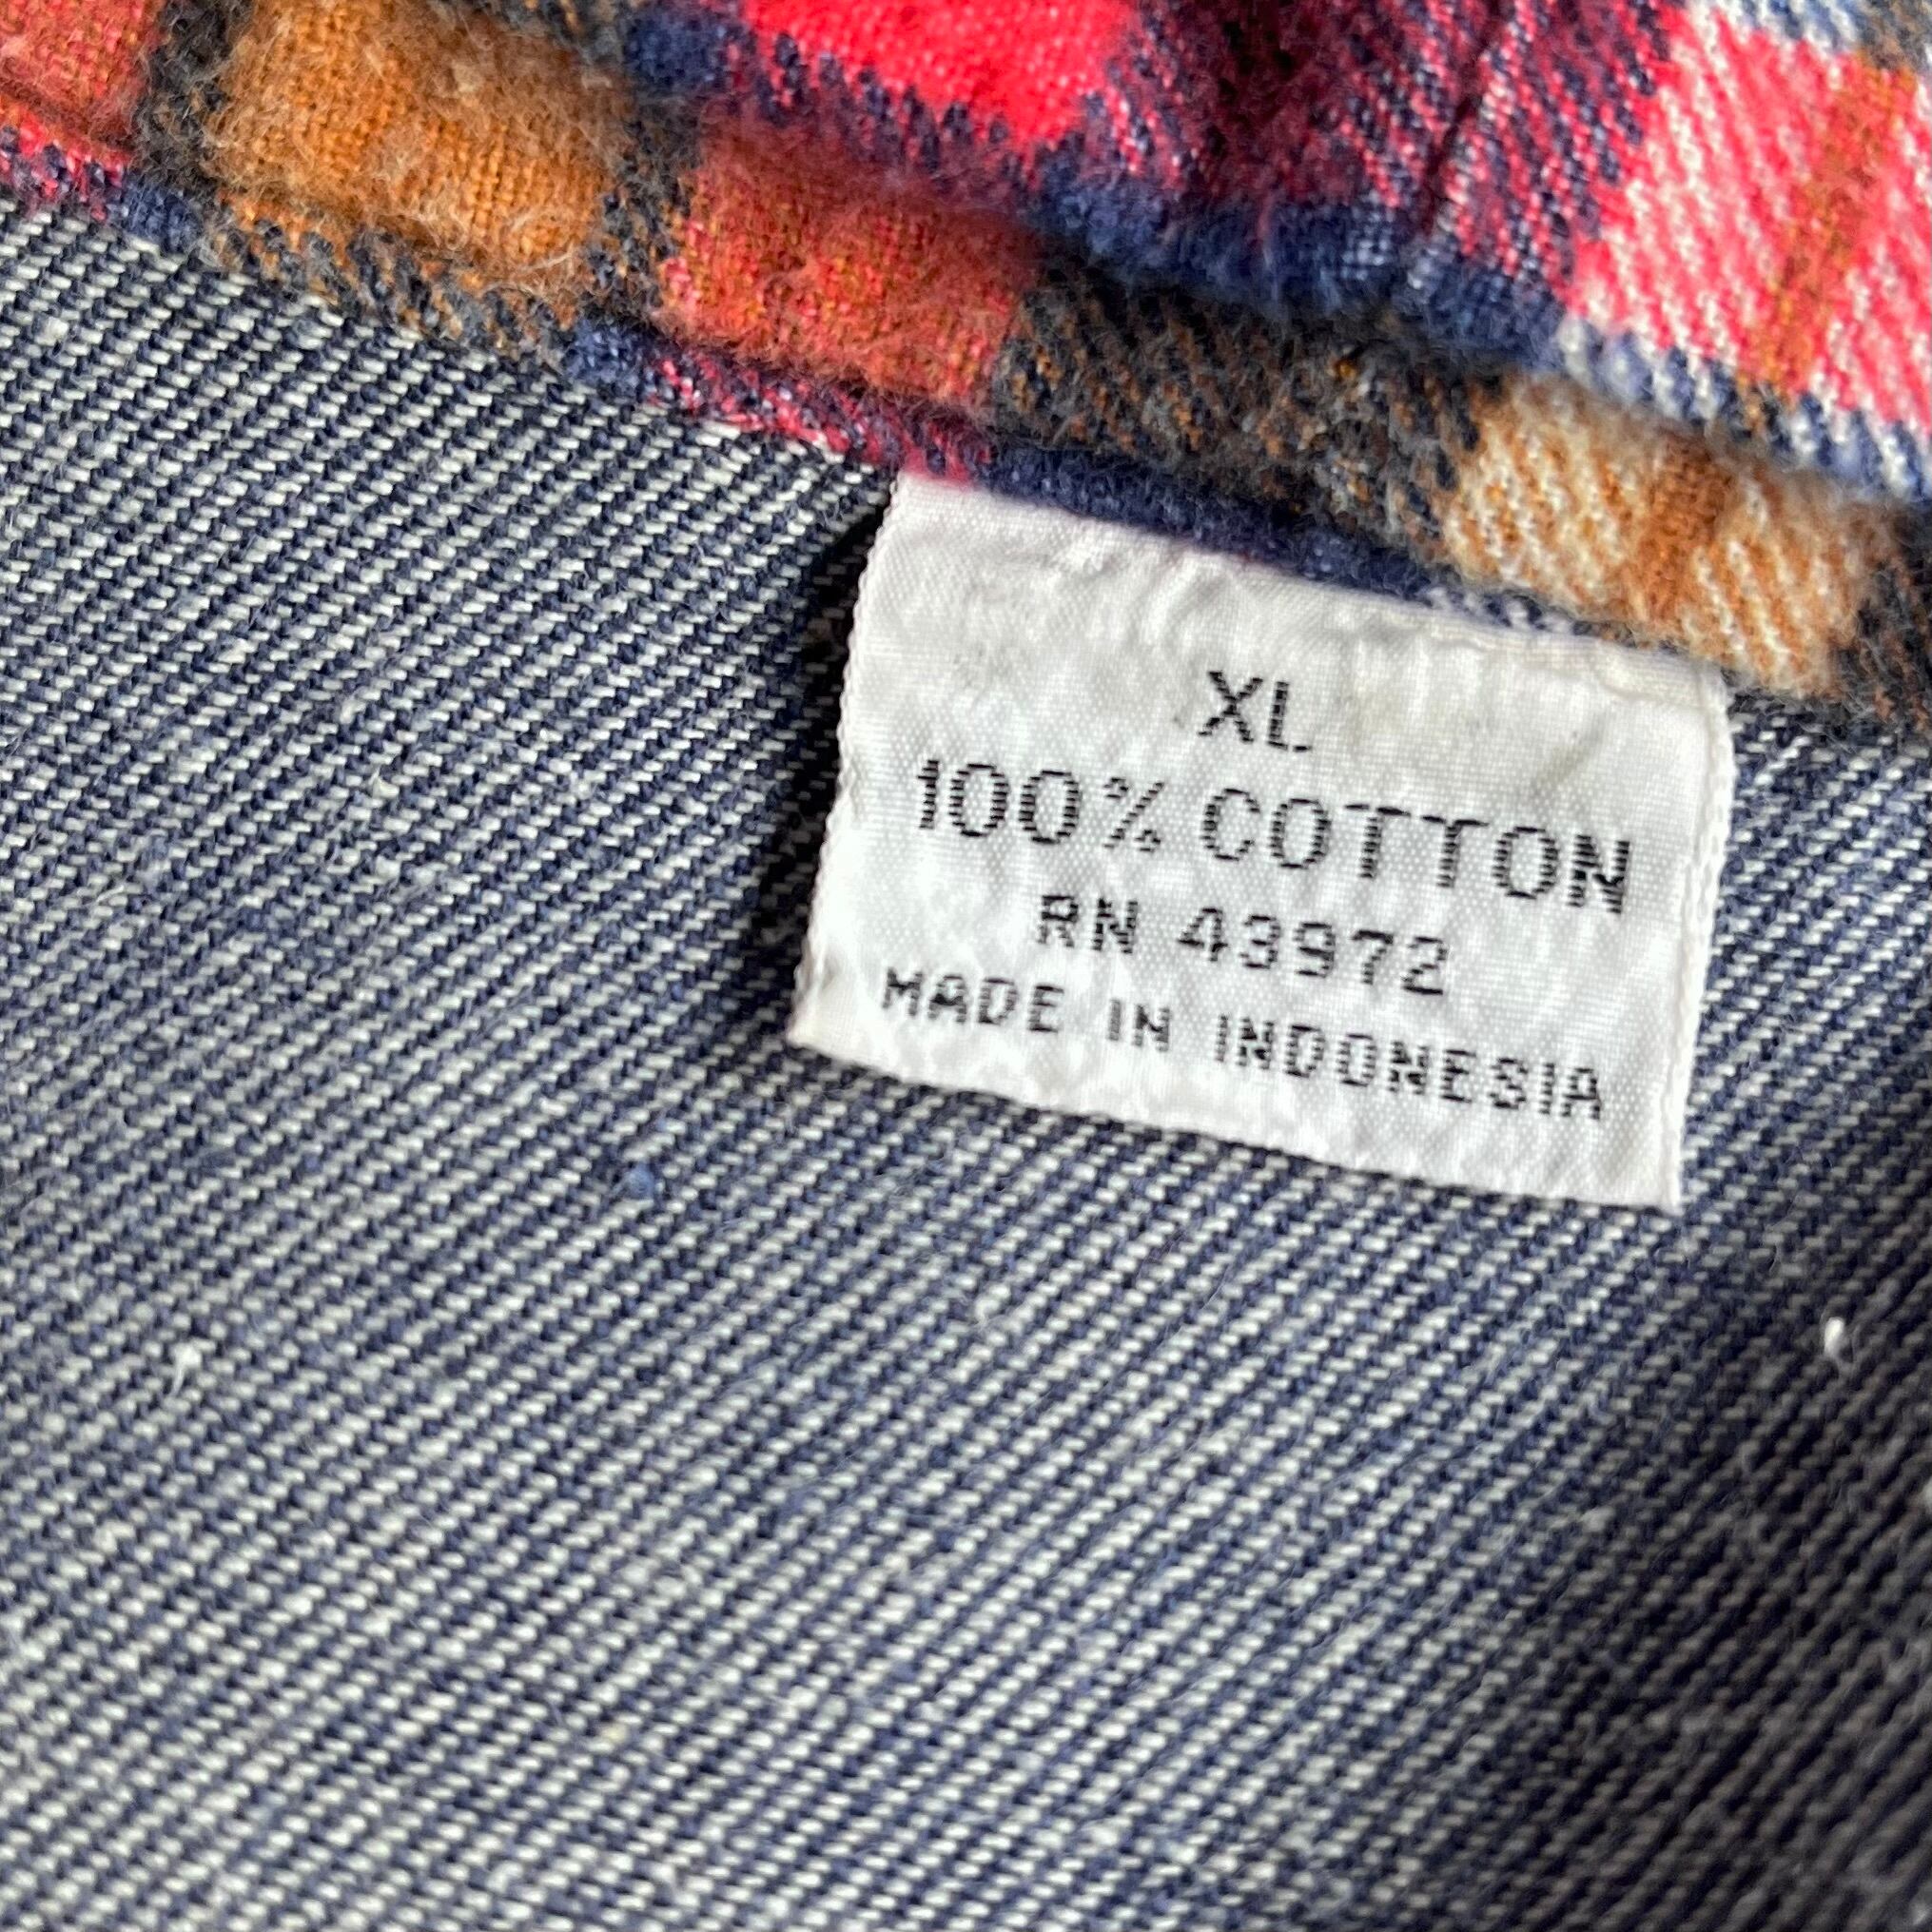 XL
100% COTTON
RN 43972
MADE IN INDONESIA